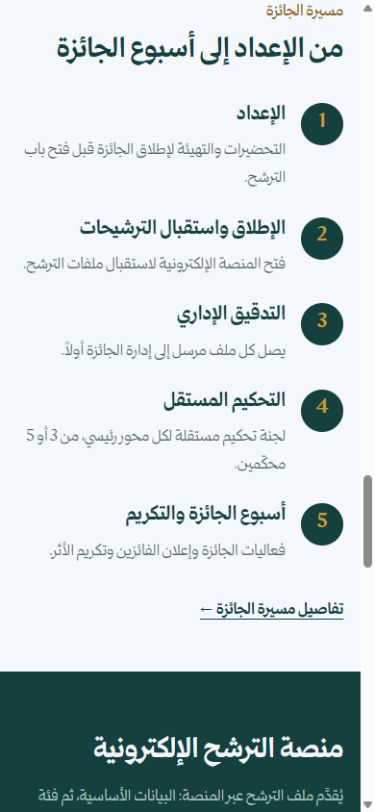 مسيرة الجائزة
من الإعداد إلى أسبوع الجائزة
1
الإعداد
التحضيرات والتهيئة لإطلاق الجائزة قبل فتح باب
الترشح.
2
الإطلاق واستقبال الترشيحات
فتح المنصة الإلكترونية لاستقبال ملفات الترشح.
3
التدقيق الإداري
يصل كل ملف مرسل إلى إدارة الجائزة أولاً.
4
التحكيم المستقل
لجنة تحكيم مستقلة لكل محور رئيسي، من 3 أو 5
محكّمين.
5
أسبوع الجائزة والتكريم
فعاليات الجائزة وإعلان الفائزين وتكريم الأثر.
تفاصيل مسيرة الجائزة ←
منصة الترشح الإلكترونية
يُقدَّم ملف الترشح عبر المنصة: البيانات الأساسية، ثم فئة